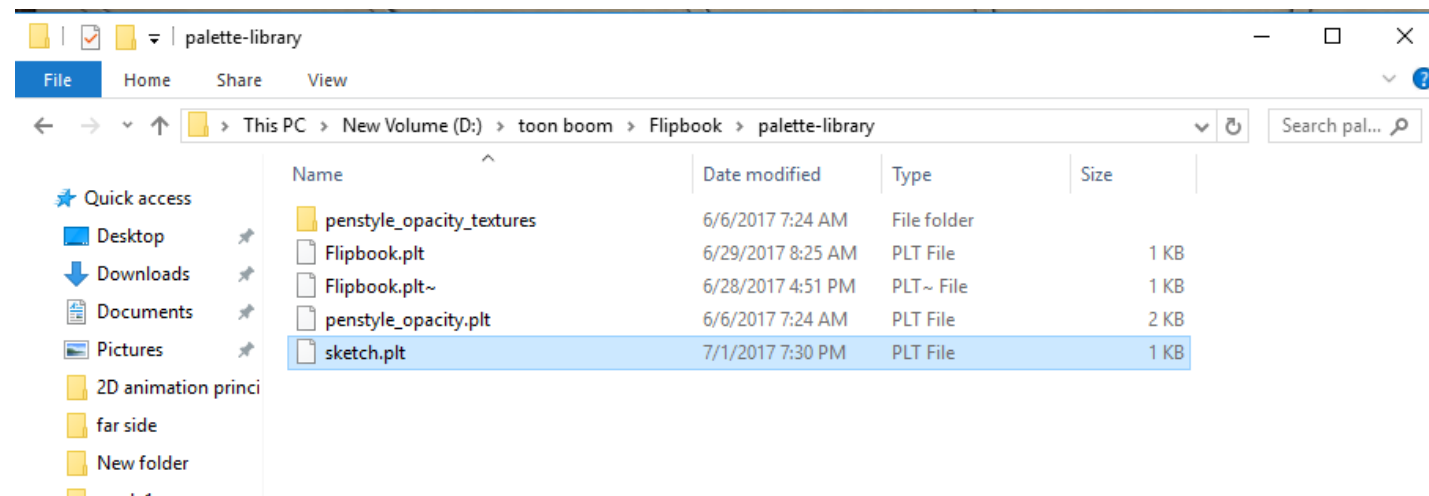 palette-library
File Home Share View
This PC > New Volume (D:) > toon boom > Flipbook > palette-library Search pal...
Name Date modified Type Size
Quick access
Desktop
Downloads
Documents
Pictures
2D animation princi
far side
New folder
penstyle_opacity_textures 6/6/2017 7:24 AM File folder
Flipbook.plt 6/29/2017 8:25 AM PLT File 1 KB
Flipbook.plt~ 6/28/2017 4:51 PM PLT~ File 1 KB
penstyle_opacity.plt 6/6/2017 7:24 AM PLT File 2 KB
sketch.plt 7/1/2017 7:30 PM PLT File 1 KB